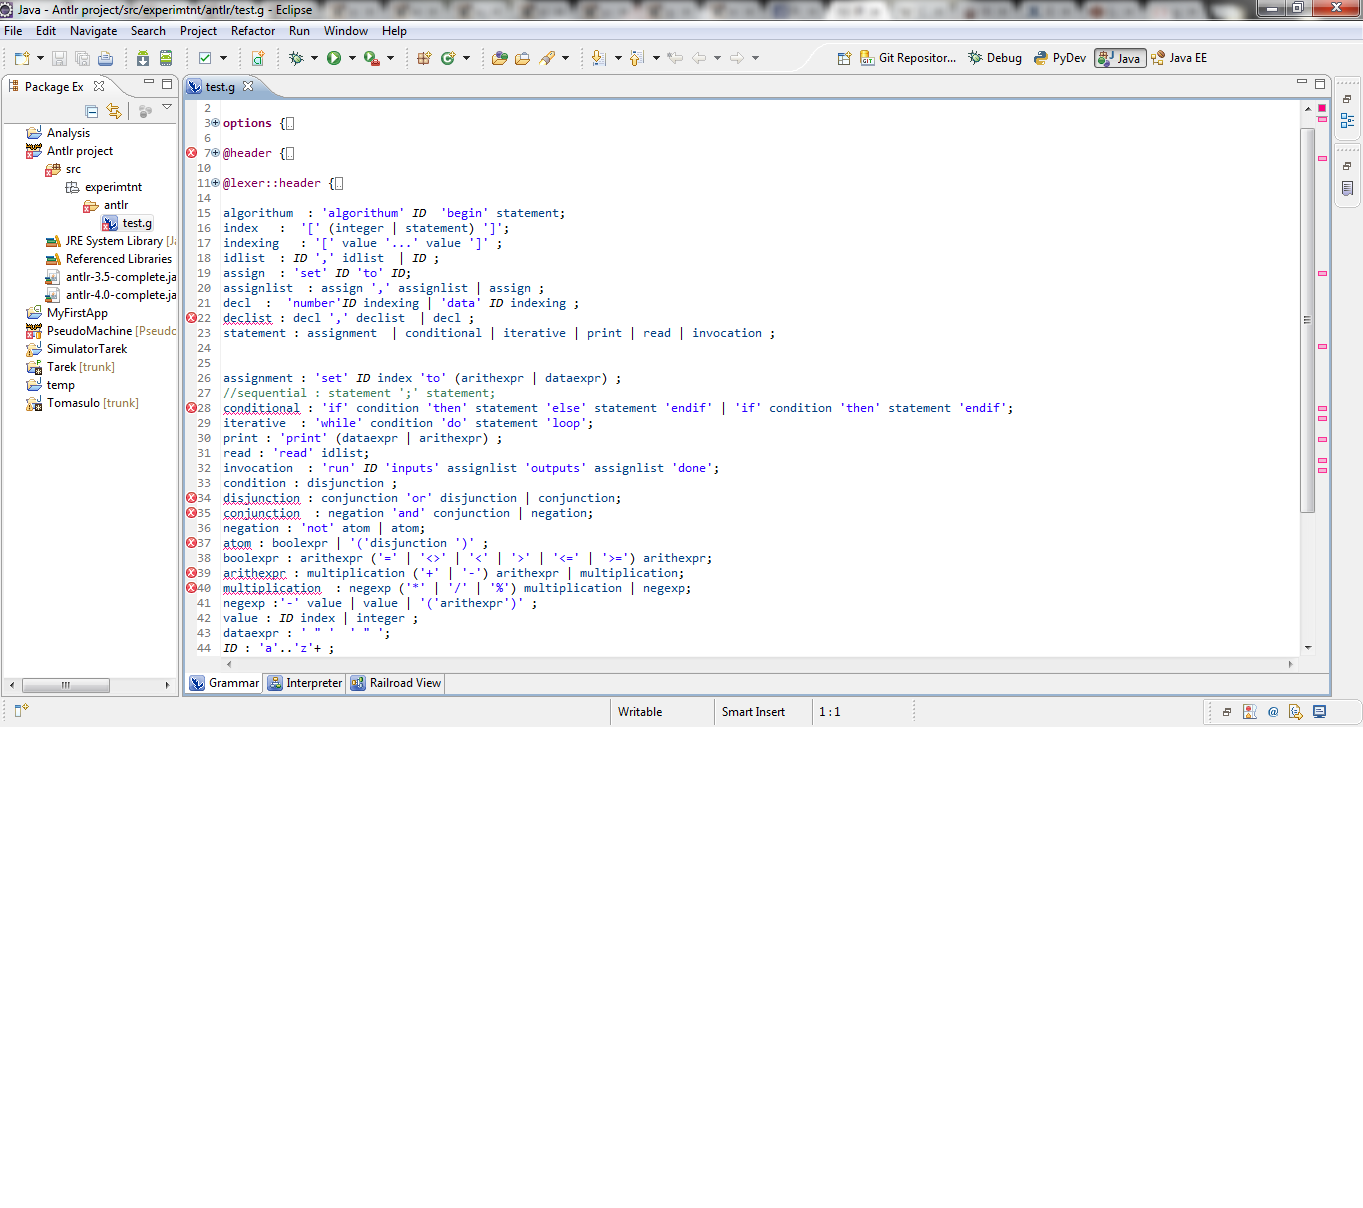 Java - Antlr project/src/experimtnt/antlr/test.g - Eclipse
File Edit Navigate Search Project Refactor Run Window Help
Git Repositor... Debug PyDev Java Java EE
Package Ex
Analysis
Antlr project
src
experimtnt
antlr
test.g
JRE System Library [Ja
Referenced Libraries
antlr-3.5-complete.ja
antlr-4.0-complete.ja
MyFirstApp
PseudoMachine [Pseudc
SimulatorTarek
Tarek [trunk]
temp
Tomasulo [trunk]
test.g
2
3 options {
6
7 @header {
10
11 @lexer::header {
14
15 algorithum  : 'algorithum' ID  'begin' statement;
16 index   :  '[' (integer | statement) ']';
17 indexing   : '[' value '...' value ']' ;
18 idlist  : ID ',' idlist  | ID ;
19 assign  : 'set' ID 'to' ID;
20 assignlist  : assign ',' assignlist | assign ;
21 decl  :  'number'ID indexing | 'data' ID indexing ;
22 declist : decl ',' declist  | decl ;
23 statement : assignment  | conditional | iterative | print | read | invocation ;
24
25
26 assignment : 'set' ID index 'to' (arithexpr | dataexpr) ;
27 //sequential : statement ';' statement;
28 conditional : 'if' condition 'then' statement 'else' statement 'endif' | 'if' condition 'then' statement 'endif';
29 iterative  : 'while' condition 'do' statement 'loop';
30 print : 'print' (dataexpr | arithexpr) ;
31 read : 'read' idlist;
32 invocation  : 'run' ID 'inputs' assignlist 'outputs' assignlist 'done';
33 condition : disjunction ;
34 disjunction : conjunction 'or' disjunction | conjunction;
35 conjunction  : negation 'and' conjunction | negation;
36 negation : 'not' atom | atom;
37 atom : boolexpr | '('disjunction ')' ;
38 boolexpr : arithexpr ('=' | '<>' | '<' | '>' | '<=' | '>=') arithexpr;
39 arithexpr : multiplication ('+' | '-') arithexpr | multiplication;
40 multiplication  : negexp ('*' | '/' | '%') multiplication | negexp;
41 negexp :'-' value | value | '('arithexpr')' ;
42 value : ID index | integer ;
43 dataexpr : ' " '  ' " ';
44 ID : 'a'..'z'+ ;
Grammar Interpreter Railroad View
Writable Smart Insert 1 : 1